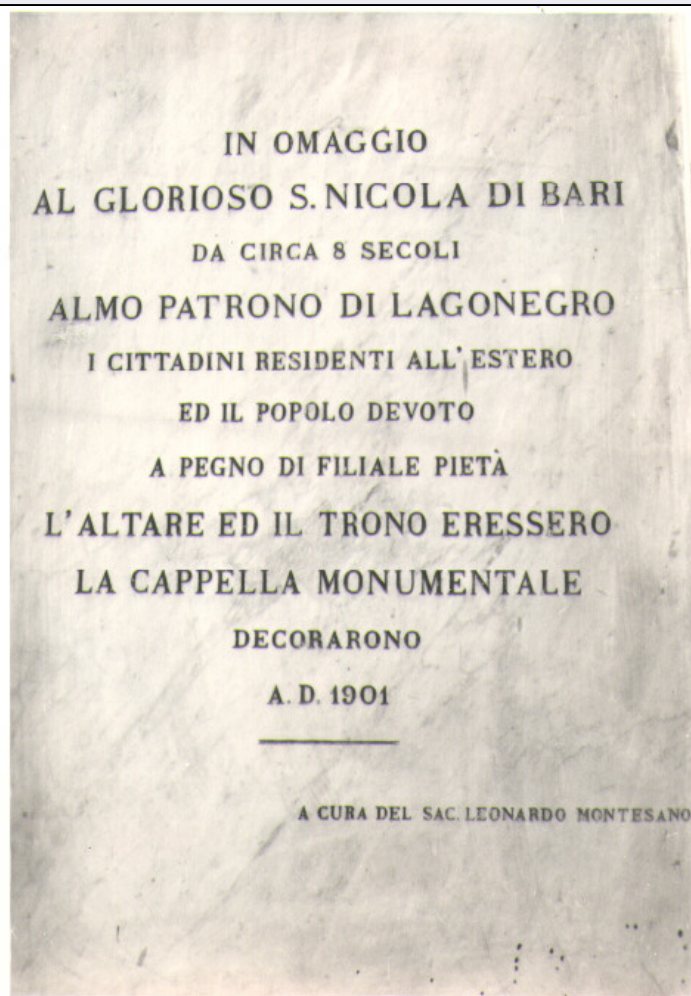 IN OMAGGIO
AL GLORIOSO S. NICOLA DI BARI
DA CIRCA 8 SECOLI
ALMO PATRONO DI LAGONEGRO
I CITTADINI RESIDENTI ALL' ESTERO
ED IL POPOLO DEVOTO
A PEGNO DI FILIALE PIETÀ
L'ALTARE ED IL TRONO ERESSERO
LA CAPPELLA MONUMENTALE
DECORARONO
A. D. 1901
A CURA DEL SAC. LEONARDO MONTESANO